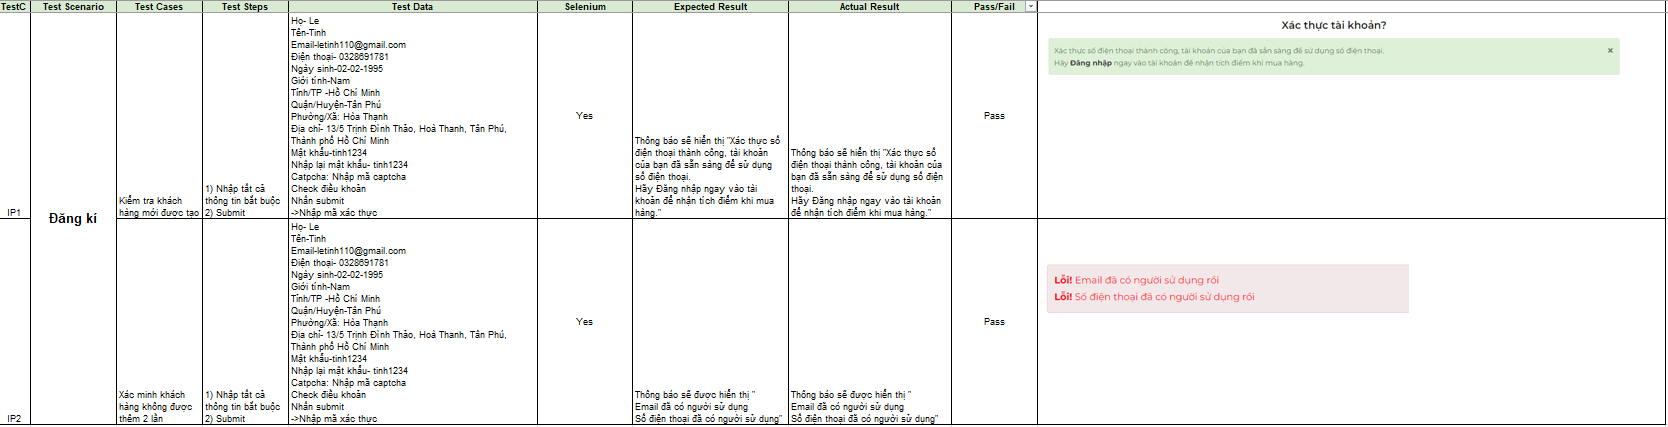 TestC Test Scenario Test Cases Test Steps Test Data Selenium Expected Result Actual Result Pass/Fail
IP1
Đăng kí
Kiểm tra khách
hàng mới được tạo
1) Nhập tất cả
thông tin bắt buộc
2) Submit
Họ- Le
Tên-Tinh
Email-letinh110@gmail.com
Điện thoại- 0328691781
Ngày sinh-02-02-1995
Giới tính-Nam
Tỉnh/TP -Hồ Chí Minh
Quận/Huyện-Tân Phú
Phường/Xã: Hòa Thạnh
Địa chỉ- 13/5 Trịnh Đình Thảo, Hoà Thanh, Tân Phú,
Thành phố Hồ Chí Minh
Mật khẩu-tinh1234
Nhập lại mật khẩu- tinh1234
Catpcha: Nhập mã captcha
Check điều khoản
Nhấn submit
->Nhập mã xác thực
Yes
Thông báo sẽ hiển thị "Xác thực số
điện thoại thành công, tài khoản
của bạn đã sẵn sàng để sử dụng
số điện thoại.
Hãy Đăng nhập ngay vào tài
khoản để nhận tích điểm khi mua
hàng."
Thông báo sẽ hiển thị "Xác thực số
điện thoại thành công, tài khoản của
bạn đã sẵn sàng để sử dụng số điện
thoại.
Hãy Đăng nhập ngay vào tài khoản
để nhận tích điểm khi mua hàng."
Pass
Xác thực tài khoản?
Xác thực số điện thoại thành công, tài khoản của bạn đã sẵn sàng để sử dụng số điện thoại. ×
Hãy Đăng nhập ngay vào tài khoản để nhận tích điểm khi mua hàng.
IP2
Xác minh khách
hàng không được
thêm 2 lần
1) Nhập tất cả
thông tin bắt buộc
2) Submit
Họ- Le
Tên-Tinh
Email-letinh110@gmail.com
Điện thoại- 0328691781
Ngày sinh-02-02-1995
Giới tính-Nam
Tỉnh/TP -Hồ Chí Minh
Quận/Huyện-Tân Phú
Phường/Xã: Hòa Thạnh
Địa chỉ- 13/5 Trịnh Đình Thảo, Hoà Thanh, Tân Phú,
Thành phố Hồ Chí Minh
Mật khẩu-tinh1234
Nhập lại mật khẩu- tinh1234
Catpcha: Nhập mã captcha
Check điều khoản
Nhấn submit
->Nhập mã xác thực
Yes
Thông báo sẽ được hiển thị "
Email đã có người sử dụng
Số điện thoại đã có người sử dụng"
Thông báo sẽ được hiển thị "
Email đã có người sử dụng
Số điện thoại đã có người sử dụng"
Pass
Lỗi! Email đã có người sử dụng rồi
Lỗi! Số điện thoại đã có người sử dụng rồi